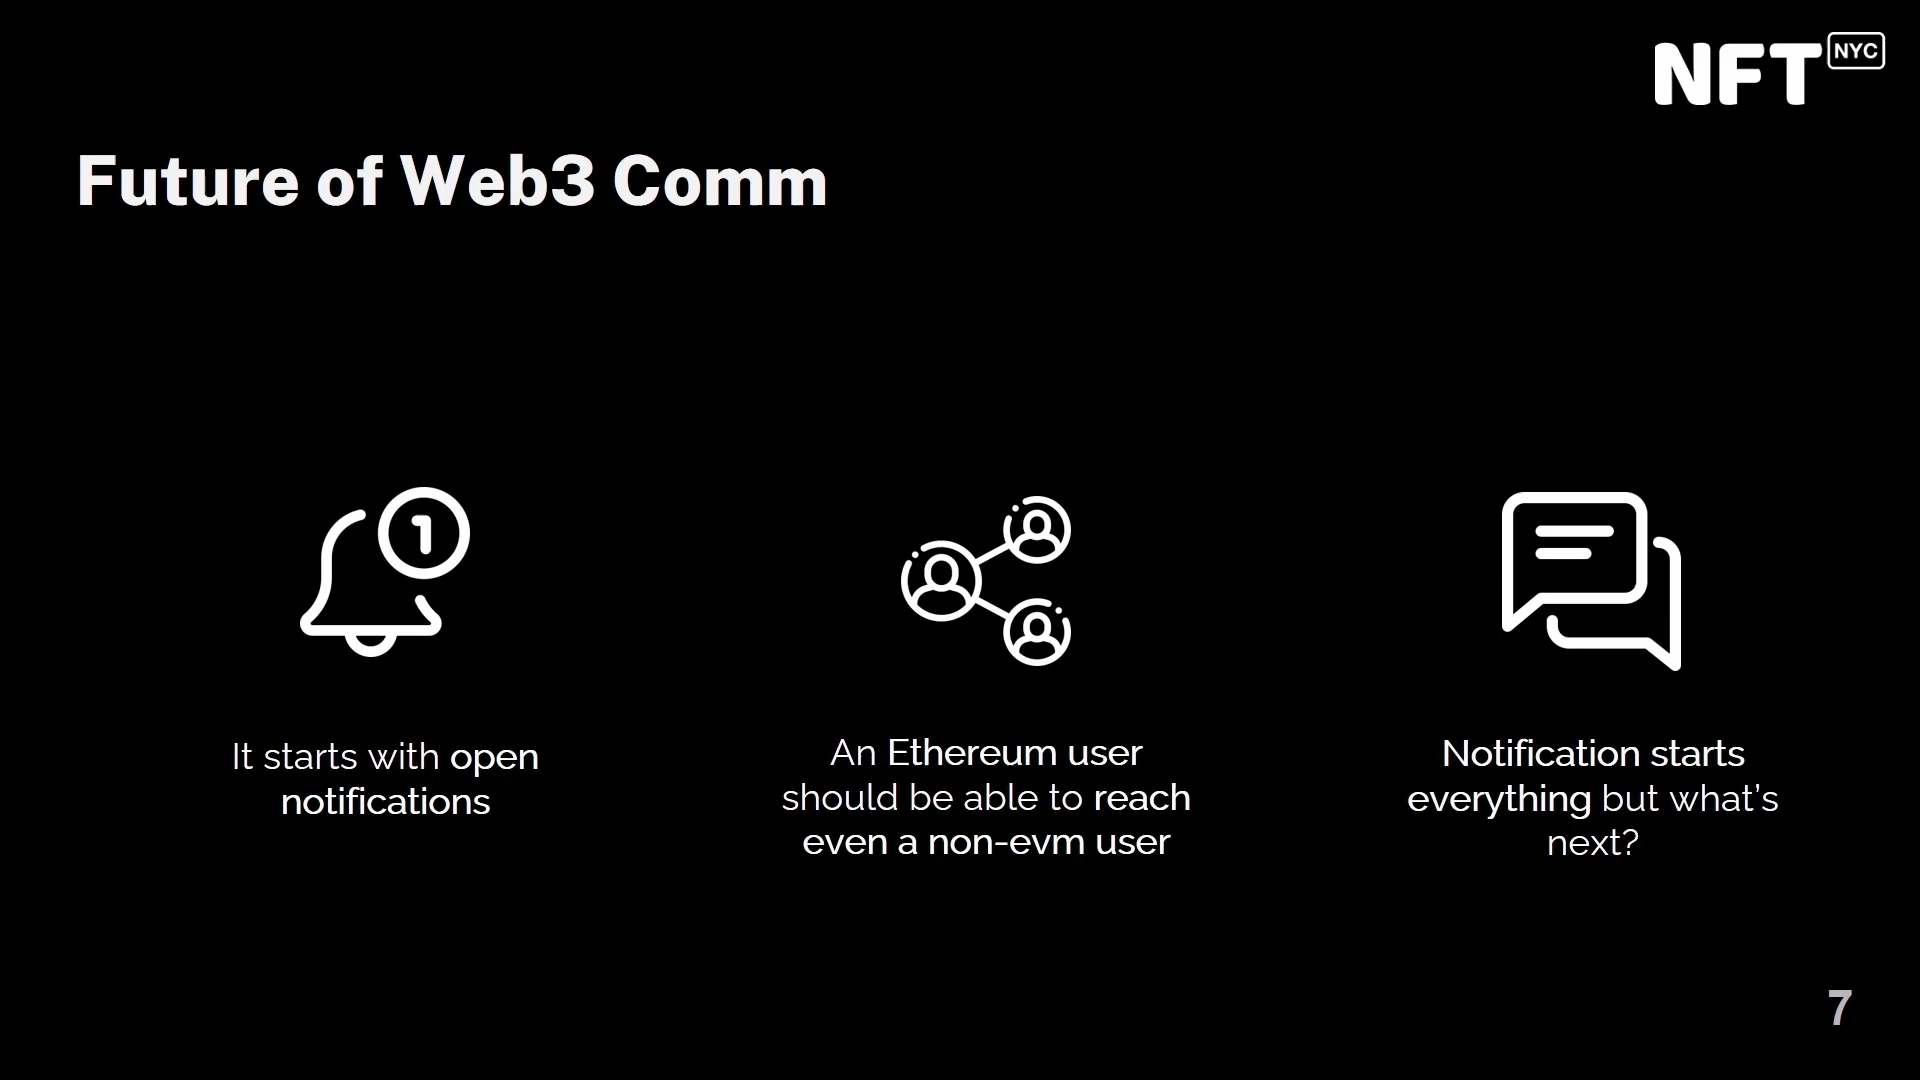 NFT NYC
Future of Web3 Comm
1
It starts with open
notifications
An Ethereum user
should be able to reach
even a non-evm user
Notification starts
everything but what's
next?
7